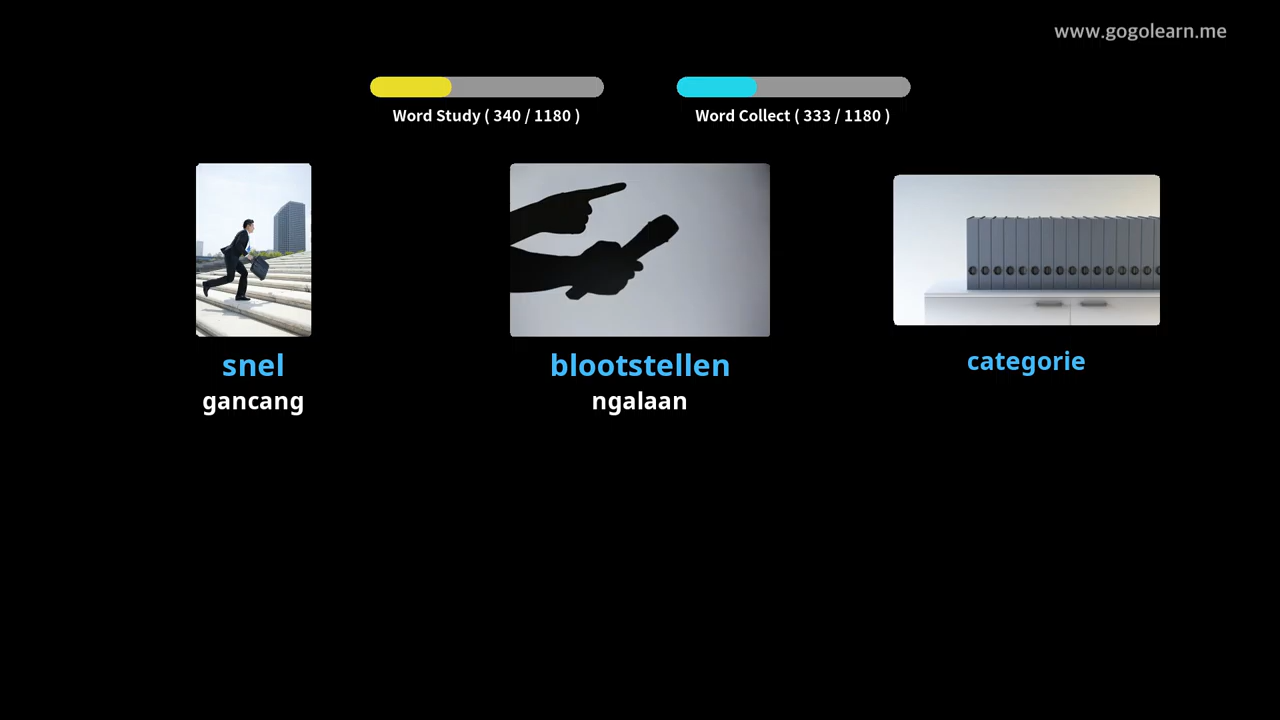 www.gogolearn.me
Word Study ( 340 / 1180 )
Word Collect ( 333 / 1180 )
snel
gancang
blootstellen
ngalaan
categorie